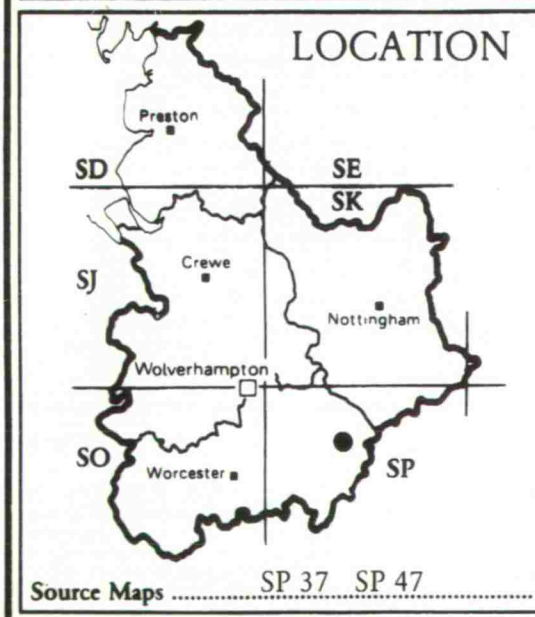 LOCATION
Preston
SD
SE
SK
Crewe
SJ
Nottingham
Wolverhampton
SO
SP
Worcester
Source Maps .......... SP 37 SP 47 ..........